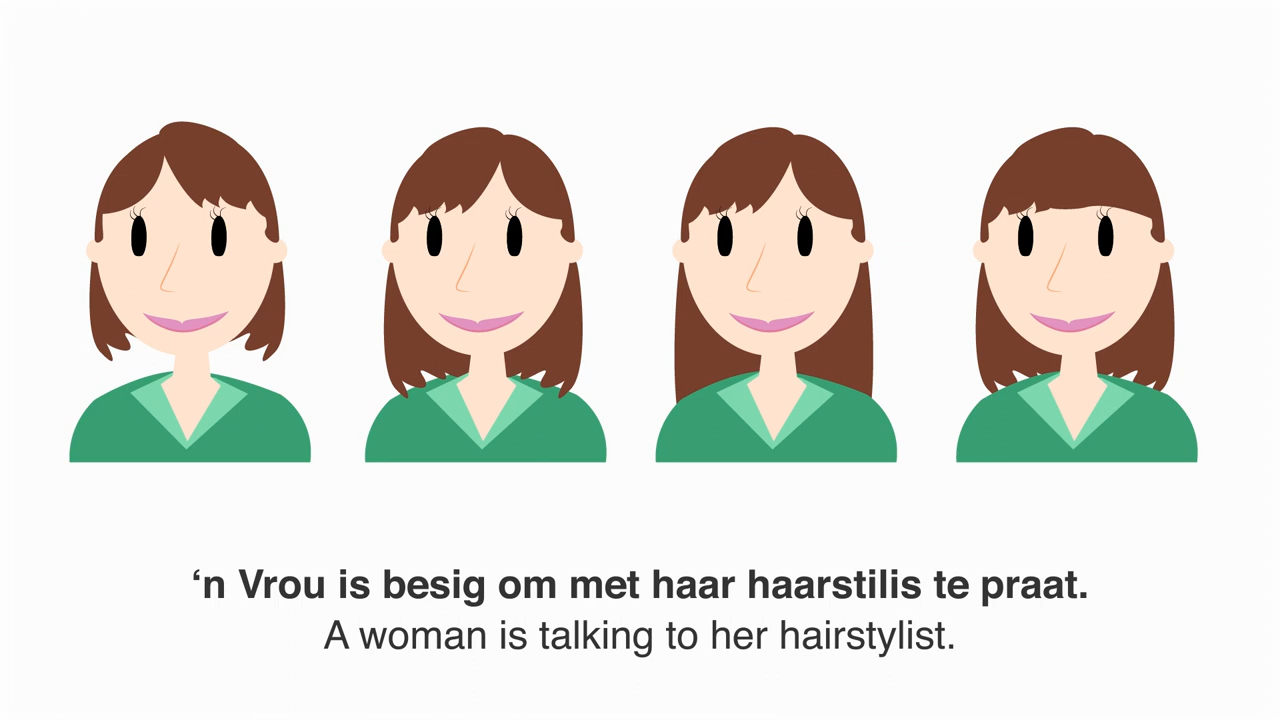 ‘n Vrou is besig om met haar haarstilis te praat.
A woman is talking to her hairstylist.